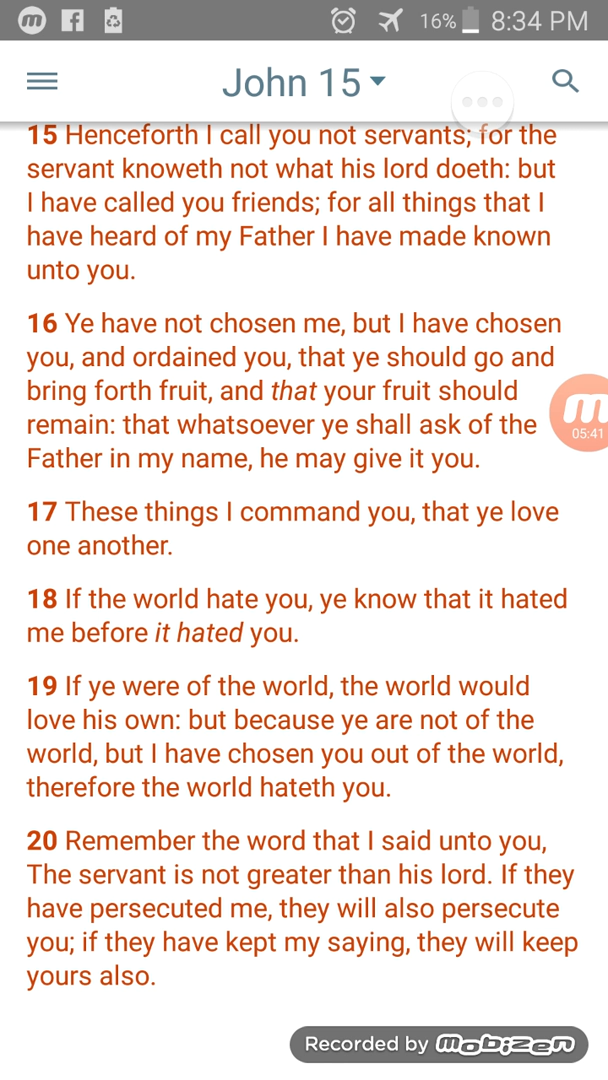 16% 8:34 PM
John 15
15 Henceforth I call you not servants; for the
servant knoweth not what his lord doeth: but
I have called you friends; for all things that I
have heard of my Father I have made known
unto you.
16 Ye have not chosen me, but I have chosen
you, and ordained you, that ye should go and
bring forth fruit, and that your fruit should
remain: that whatsoever ye shall ask of the
Father in my name, he may give it you.
m
05:41
17 These things I command you, that ye love
one another.
18 If the world hate you, ye know that it hated
me before it hated you.
19 If ye were of the world, the world would
love his own: but because ye are not of the
world, but I have chosen you out of the world,
therefore the world hateth you.
20 Remember the word that I said unto you,
The servant is not greater than his lord. If they
have persecuted me, they will also persecute
you; if they have kept my saying, they will keep
yours also.
Recorded by mobizen